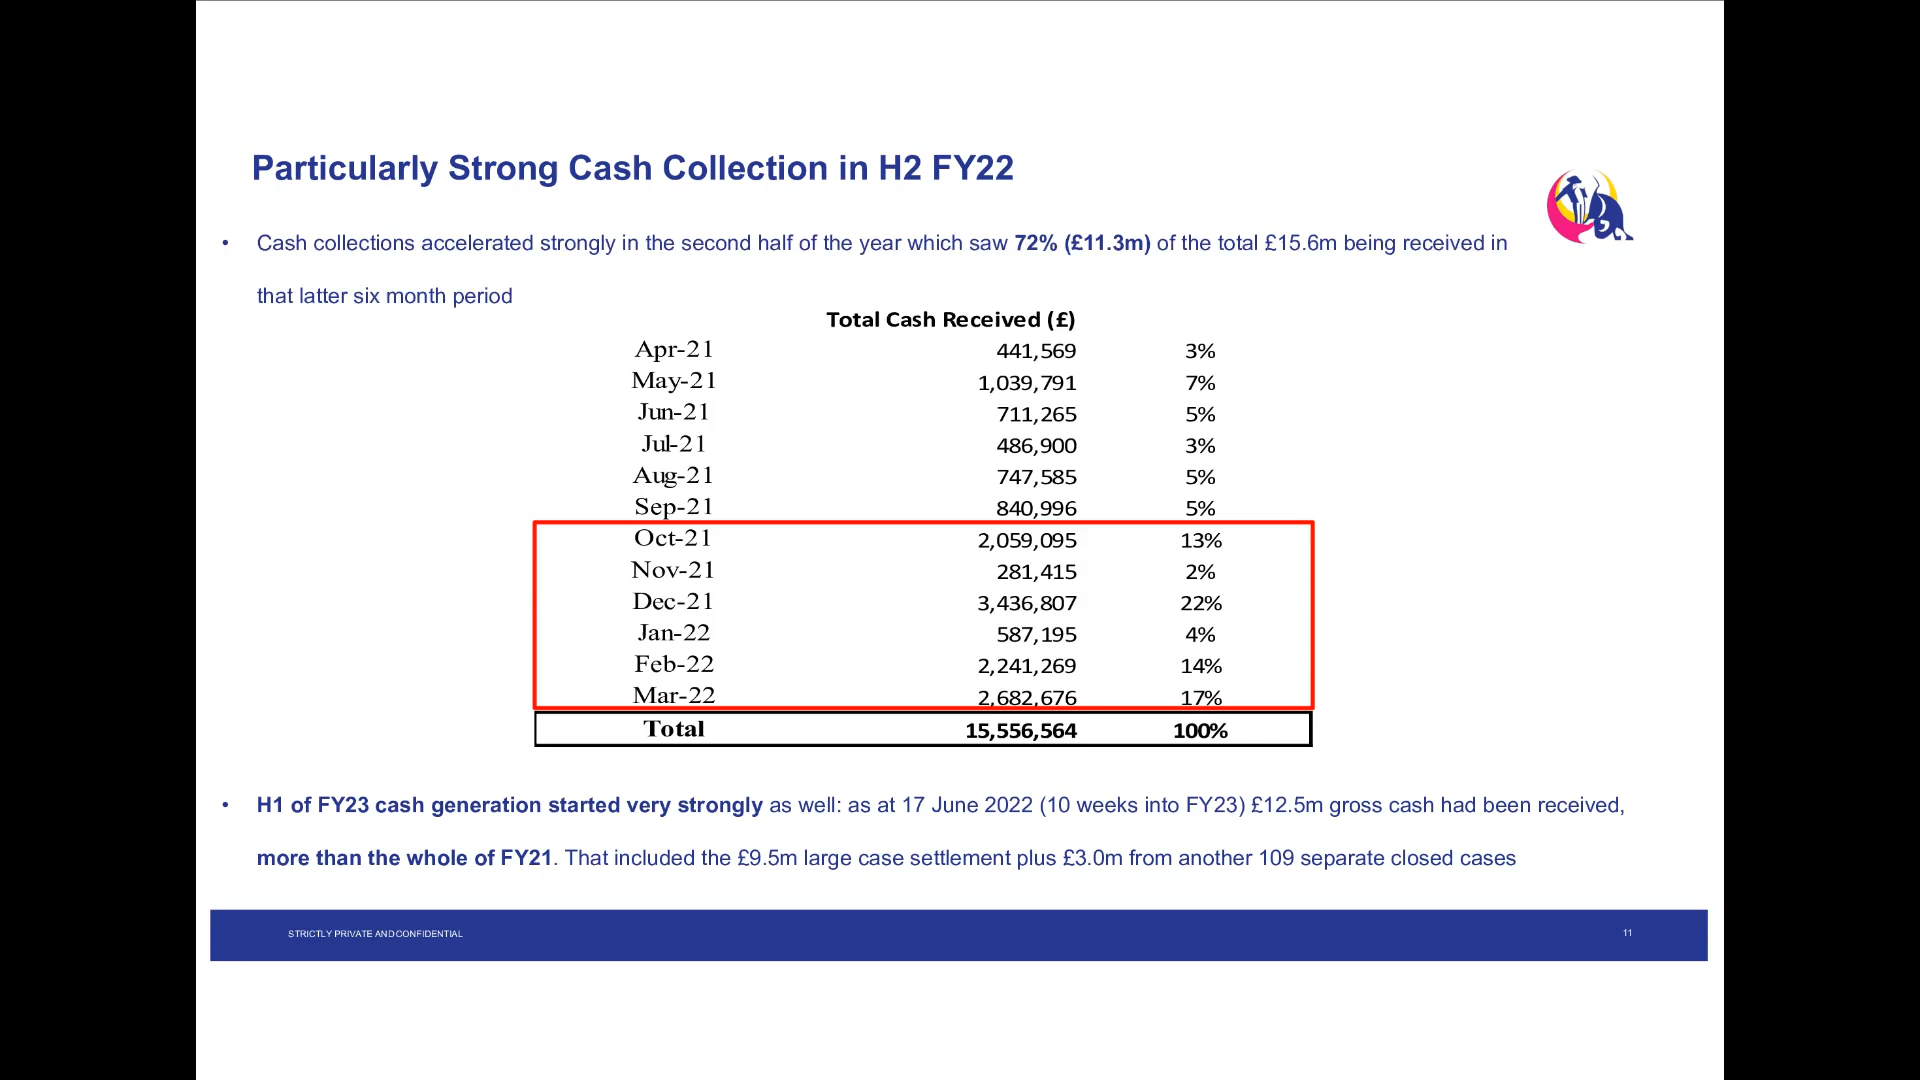 Particularly Strong Cash Collection in H2 FY22
• Cash collections accelerated strongly in the second half of the year which saw 72% (£11.3m) of the total £15.6m being received in
that latter six month period
Total Cash Received (£)
Apr-21 441,569 3%
May-21 1,039,791 7%
Jun-21 711,265 5%
Jul-21 486,900 3%
Aug-21 747,585 5%
Sep-21 840,996 5%
Oct-21 2,059,095 13%
Nov-21 281,415 2%
Dec-21 3,436,807 22%
Jan-22 587,195 4%
Feb-22 2,241,269 14%
Mar-22 2,682,676 17%
Total 15,556,564 100%
• H1 of FY23 cash generation started very strongly as well: as at 17 June 2022 (10 weeks into FY23) £12.5m gross cash had been received,
more than the whole of FY21. That included the £9.5m large case settlement plus £3.0m from another 109 separate closed cases
STRICTLY PRIVATE AND CONFIDENTIAL 11